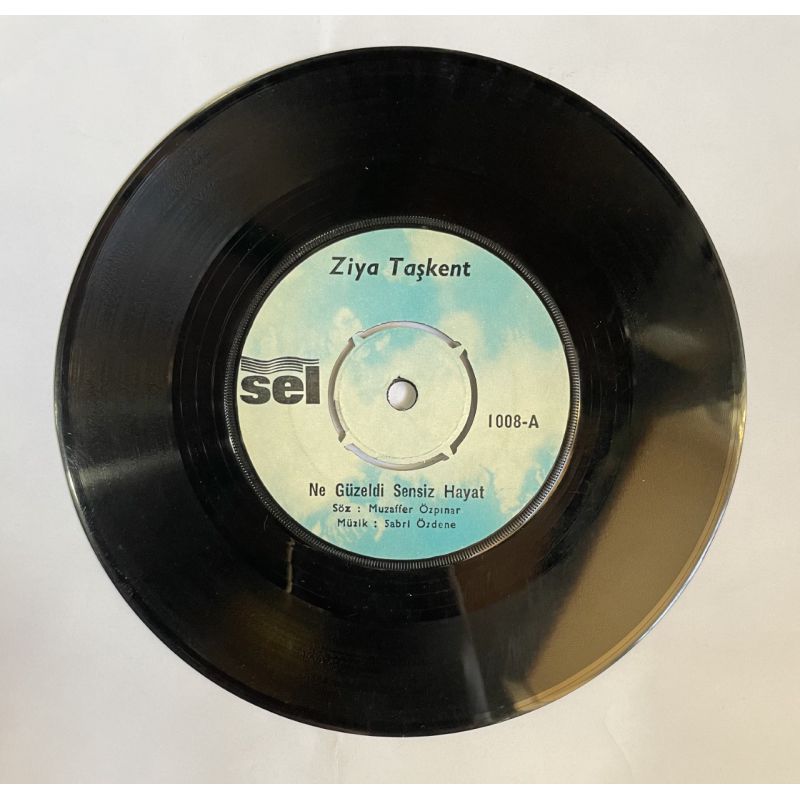 Ziya Taşkent
sel
1008-A
Ne Güzeldi Sensiz Hayat
Söz : Muzaffer Özpınar
Müzik : Sabri Özdene